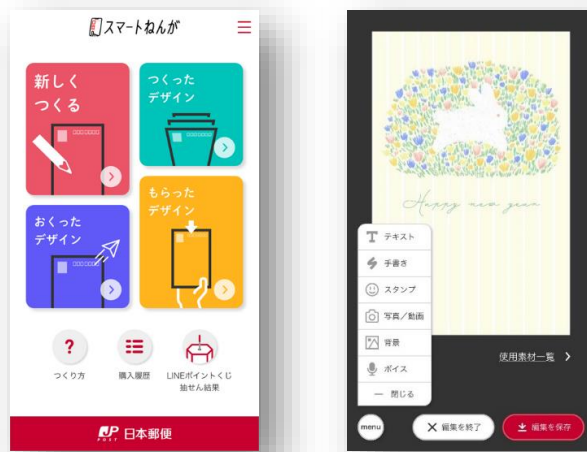 スマートねんが
新しく
つくる
つくった
デザイン
おくった
デザイン
もらった
デザイン
つくり方
購入履歴
LINEポイントくじ
抽せん結果
JP
POST
日本郵便
Happy new year
テキスト
手書き
スタンプ
写真/動画
背景
ボイス
閉じる
使用素材一覧
menu
編集を終了
編集を保存